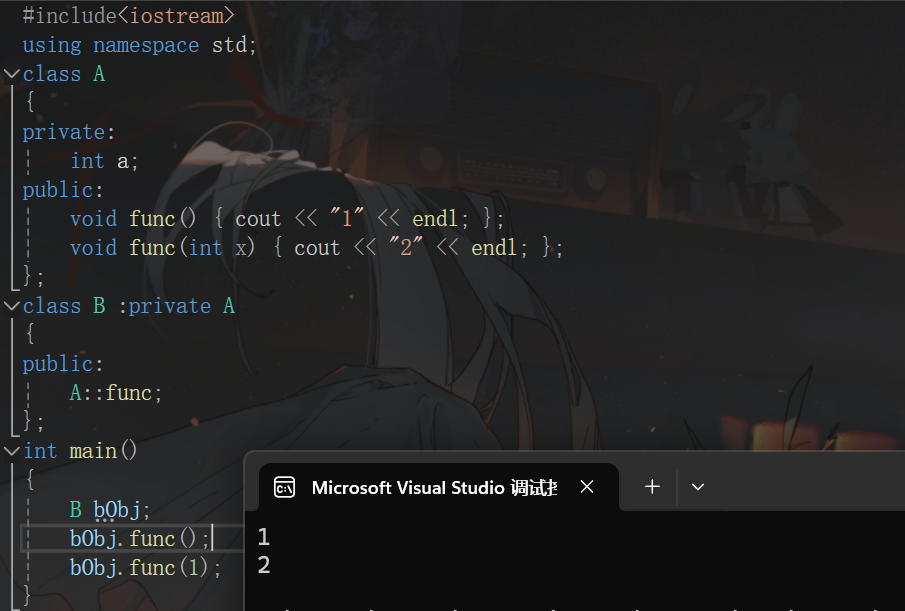 #include<iostream>
using namespace std;
class A
{
private:
    int a;
public:
    void func() { cout << "1" << endl; };
    void func(int x) { cout << "2" << endl; };
};
class B :private A
{
public:
    A::func;
};
int main()
{
    B bObj;
    bObj.func();
    bObj.func(1);
}
Microsoft Visual Studio 调试
1
2